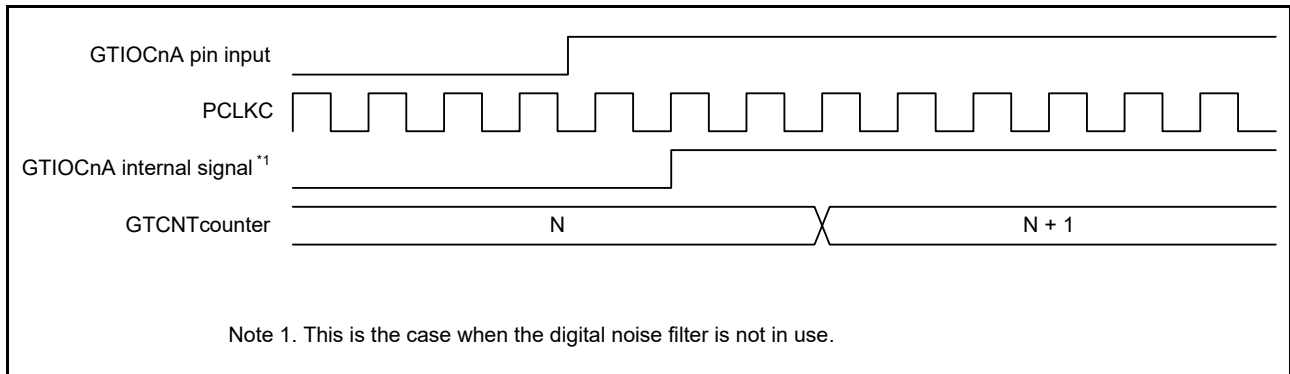 GTIOCnA pin input
PCLKC
GTIOCnA internal signal *1
GTCNTcounter
N
N + 1
Note 1. This is the case when the digital noise filter is not in use.